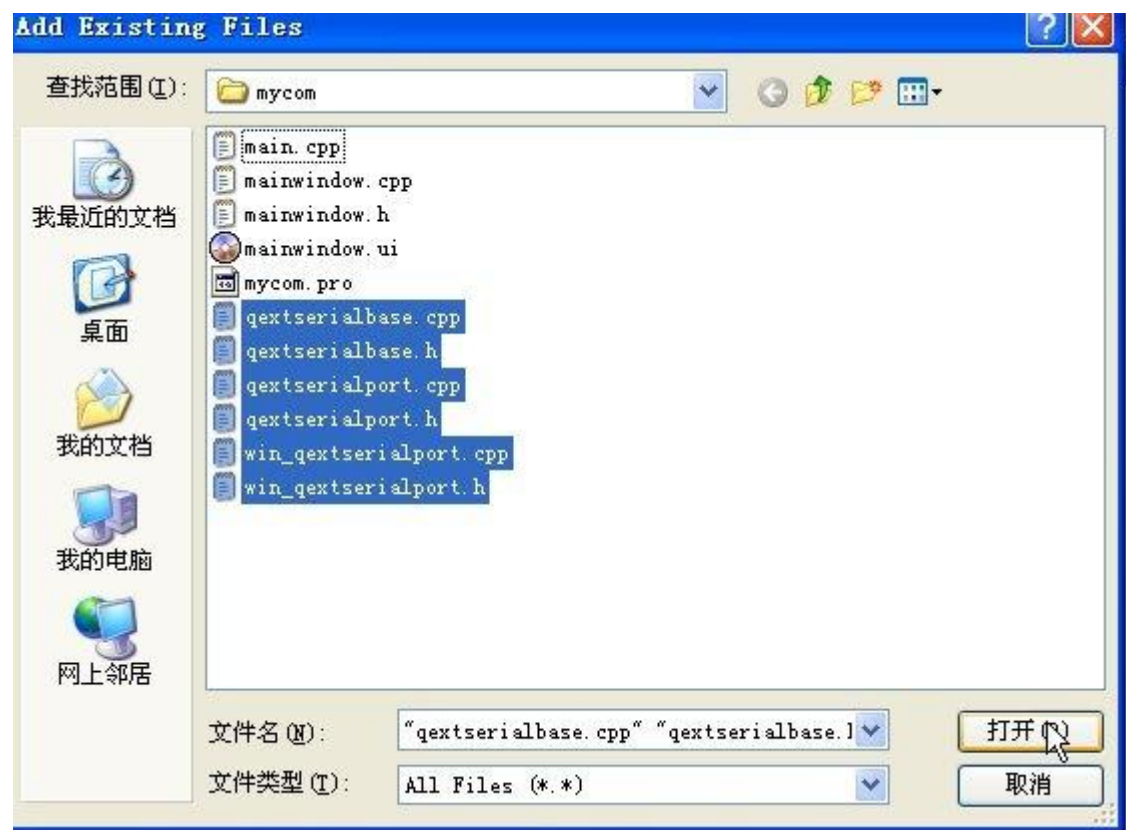 Add Existing Files
查找范围(I):
mycom
main.cpp
mainwindow.cpp
mainwindow.h
mainwindow.ui
mycom.pro
qextserialbase.cpp
qextserialbase.h
qextserialport.cpp
qextserialport.h
win_qextserialport.cpp
win_qextserialport.h
我最近的文档
桌面
我的文档
我的电脑
网上邻居
文件名(N):
"qextserialbase.cpp" "qextserialbase.
打开
文件类型(T):
All Files (*.*)
取消